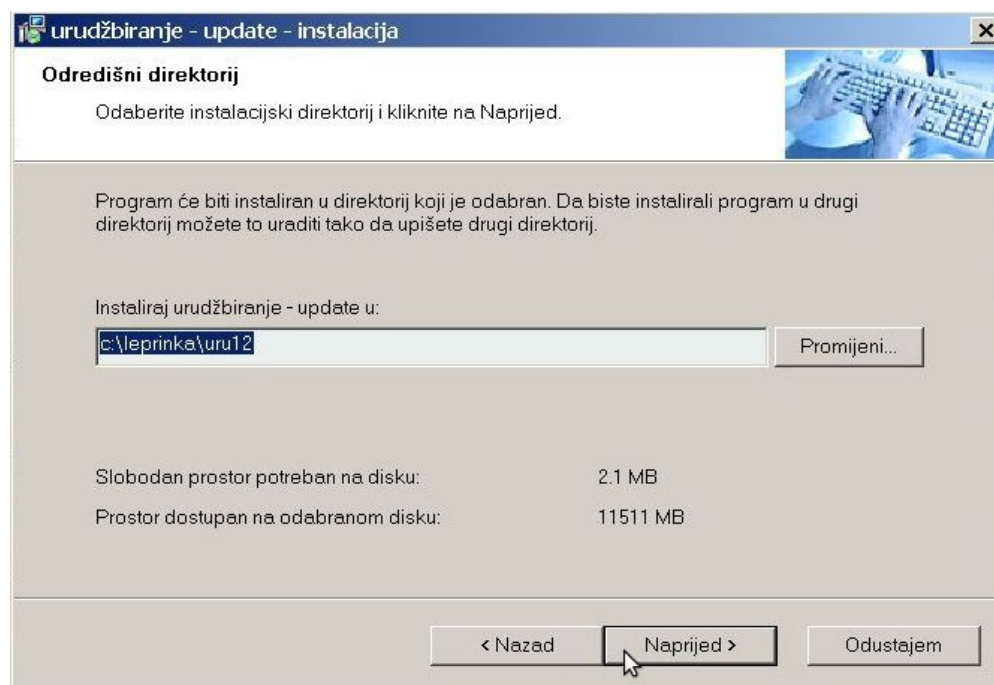 urudžbiranje - update - instalacija
Odredišni direktorij
Odaberite instalacijski direktorij i kliknite na Naprijed.
Program će biti instaliran u direktorij koji je odabran. Da biste instalirali program u drugi
direktorij možete to uraditi tako da upišete drugi direktorij.
Instaliraj urudžbiranje - update u:
c:\leprinka\uru12
Promijeni...
Slobodan prostor potreban na disku: 2.1 MB
Prostor dostupan na odabranom disku: 11511 MB
< Nazad Naprijed > Odustajem